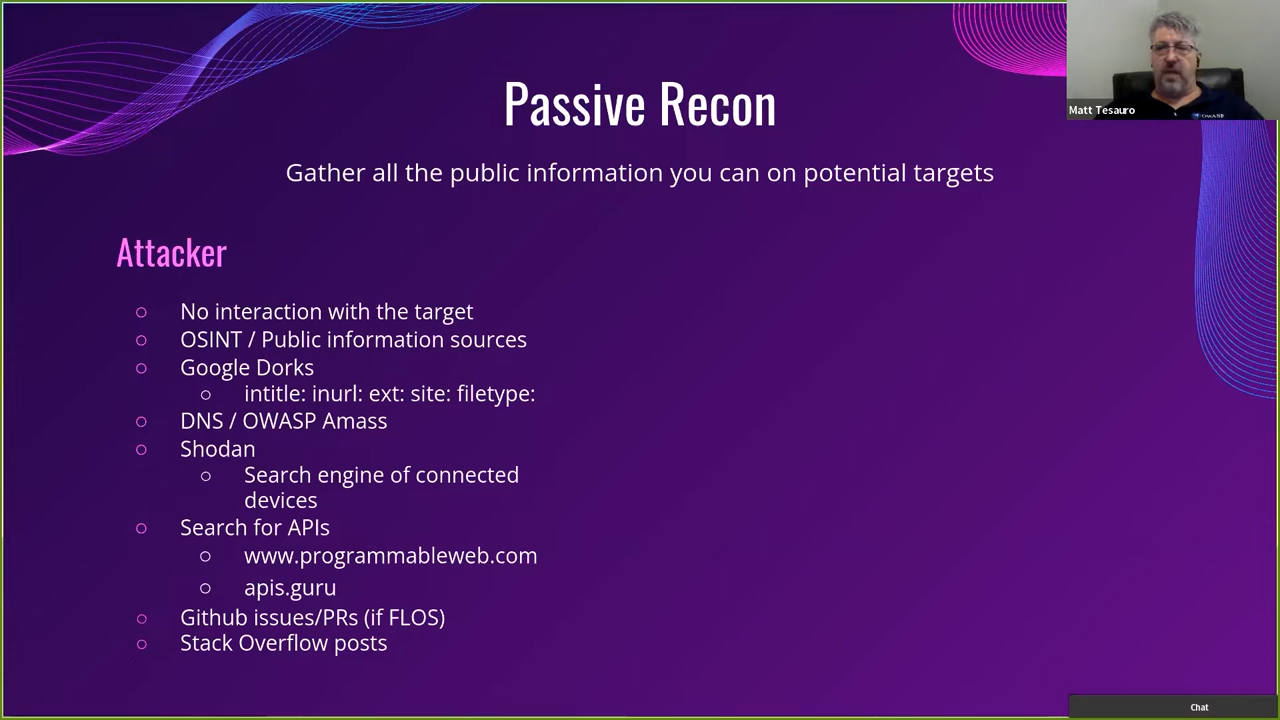 Passive Recon
Matt Tesauro
Gather all the public information you can on potential targets
Attacker
No interaction with the target
OSINT / Public information sources
Google Dorks
intitle: inurl: ext: site: filetype:
DNS / OWASP Amass
Shodan
Search engine of connected
devices
Search for APIs
www.programmableweb.com
apis.guru
Github issues/PRs (if FLOS)
Stack Overflow posts
Chat